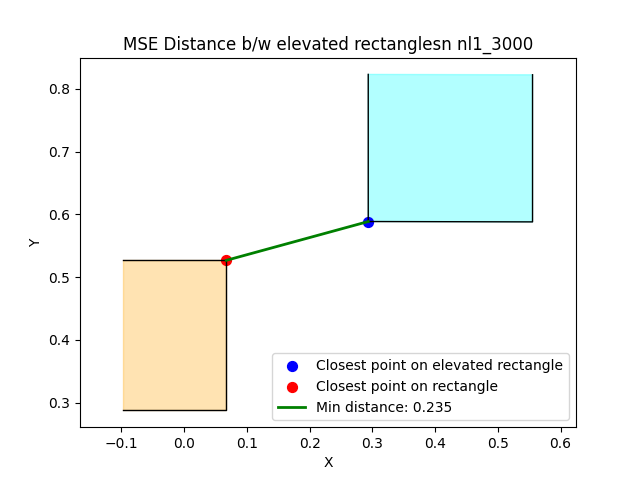 MSE Distance b/w elevated rectanglesn nl1_3000
0.8
0.7
0.6
Y
0.5
0.4
0.3
Closest point on elevated rectangle
Closest point on rectangle
Min distance: 0.235
−0.1 0.0 0.1 0.2 0.3 0.4 0.5 0.6
X